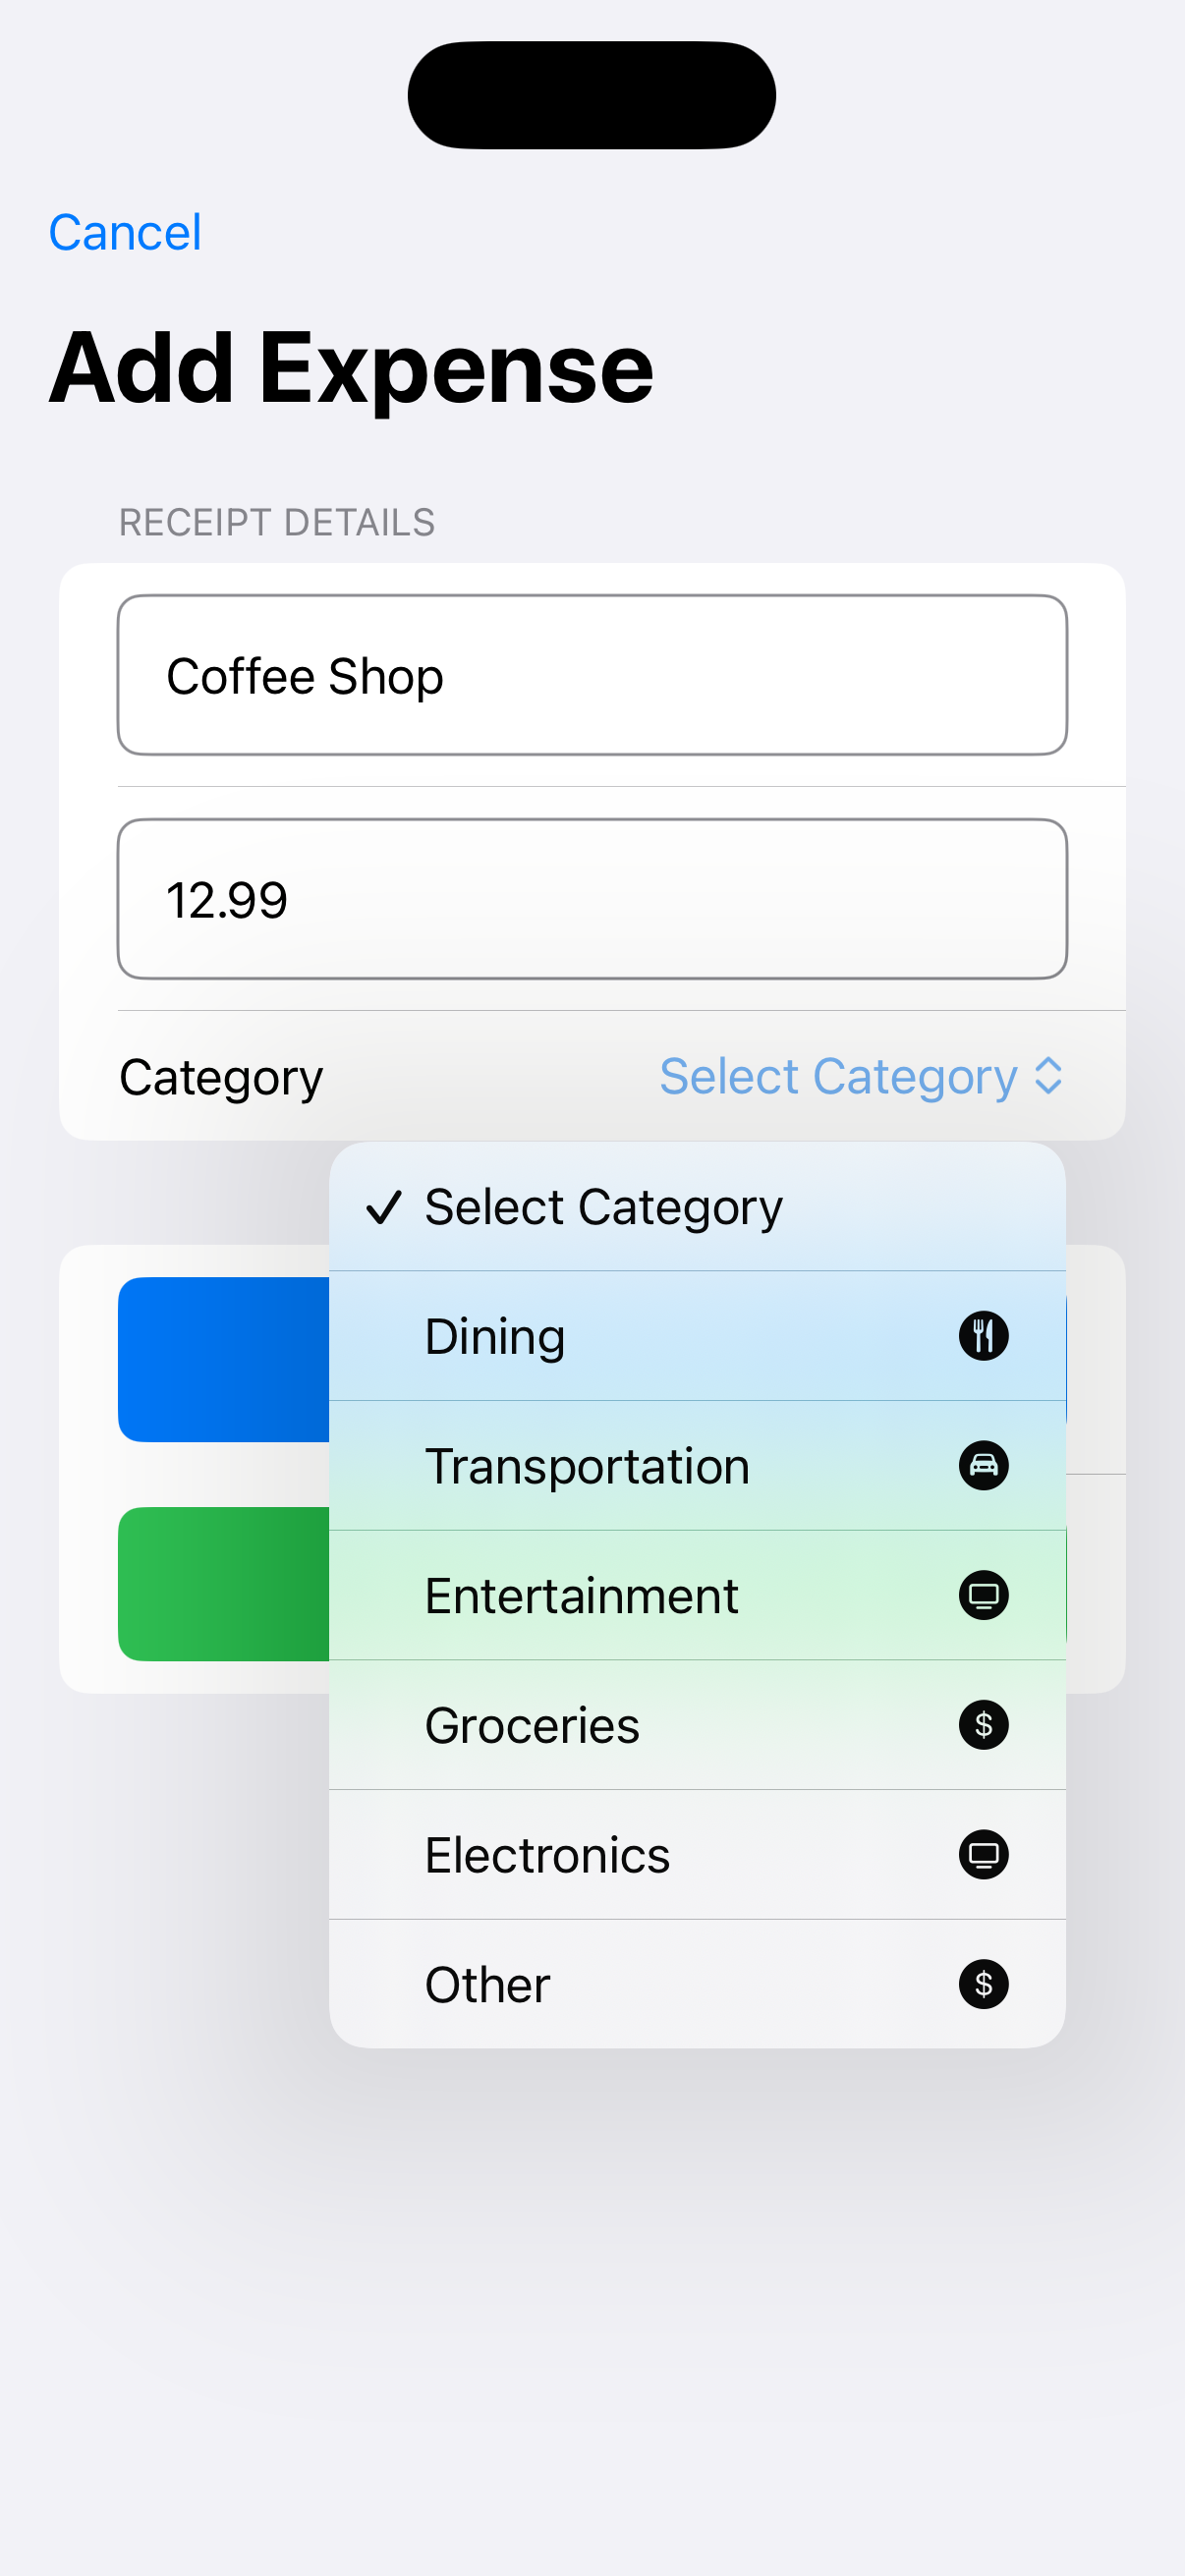 Cancel
Add Expense
RECEIPT DETAILS
Coffee Shop
12.99
Category Select Category
Select Category
Dining
Transportation
Entertainment
Groceries $
Electronics
Other $